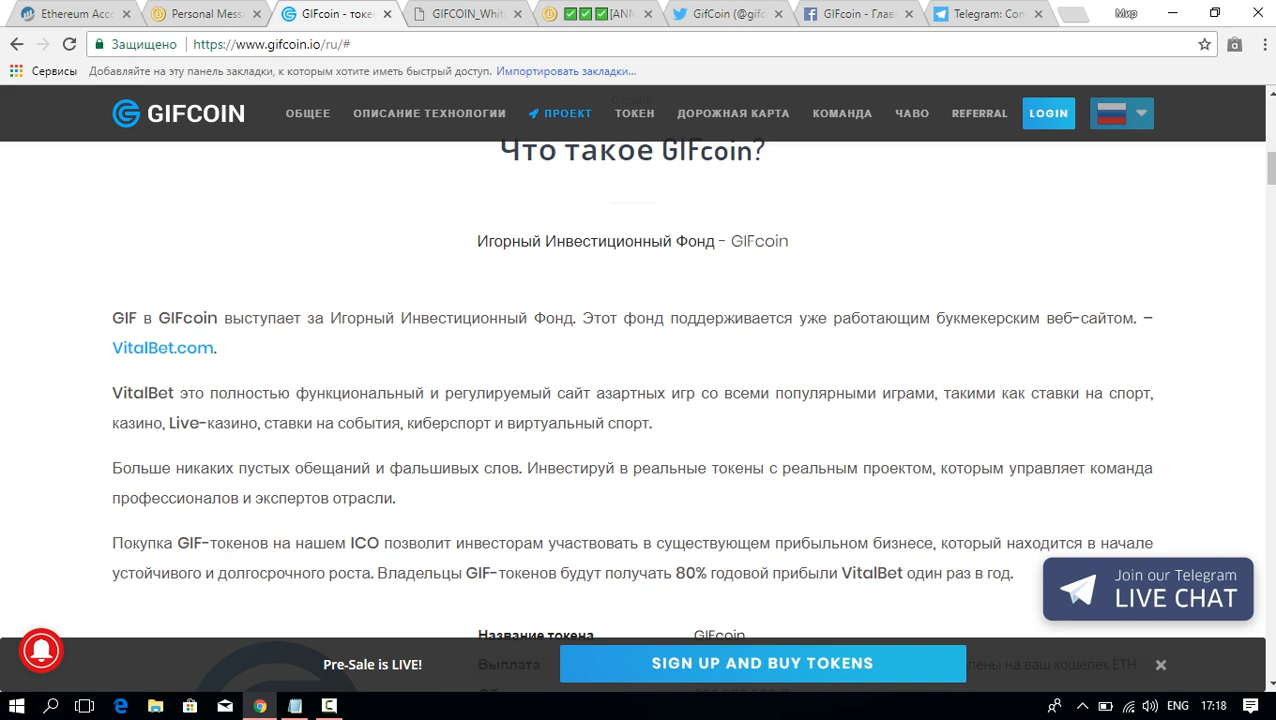 Ethereum Acco
Personal Mess
GIFcoin - токе
GIFCOIN_Whit
[ANN
GifCoin (@gifc
GIFcoin - Глав
Telegram: Con
Мир
Защищено
https://www.gifcoin.io/ru/#
Сервисы
Добавляйте на эту панель закладки, к которым хотите иметь быстрый доступ.
Импортировать закладки...
GIFCOIN
ОБЩЕЕ
ОПИСАНИЕ ТЕХНОЛОГИИ
ПРОЕКТ
ТОКЕН
ДОРОЖНАЯ КАРТА
КОМАНДА
ЧАВО
REFERRAL
LOGIN
Что такое GIFcoin?
Игорный Инвестиционный Фонд - GIFcoin
GIF в GIFcoin выступает за Игорный Инвестиционный Фонд. Этот фонд поддерживается уже работающим букмекерским веб-сайтом. –
VitalBet.com.
VitalBet это полностью функциональный и регулируемый сайт азартных игр со всеми популярными играми, такими как ставки на спорт,
казино, Live-казино, ставки на события, киберспорт и виртуальный спорт.
Больше никаких пустых обещаний и фальшивых слов. Инвестируй в реальные токены с реальным проектом, которым управляет команда
профессионалов и экспертов отрасли.
Покупка GIF-токенов на нашем ICO позволит инвесторам участвовать в существующем прибыльном бизнесе, который находится в начале
устойчивого и долгосрочного роста. Владельцы GIF-токенов будут получать 80% годовой прибыли VitalBet один раз в год.
Join our Telegram
LIVE CHAT
Название токена
GIFcoin
Pre-Sale is LIVE!
Выплата
SIGN UP AND BUY TOKENS
лены на ваш кошелек ETH
ENG
17:18